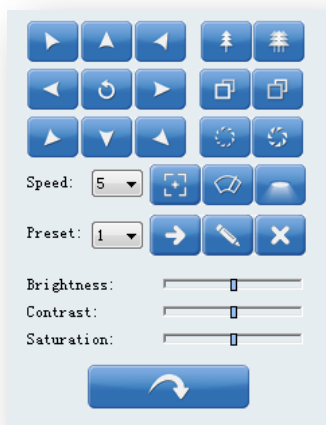 Speed: 5
Preset: 1
Brightness:
Contrast:
Saturation: